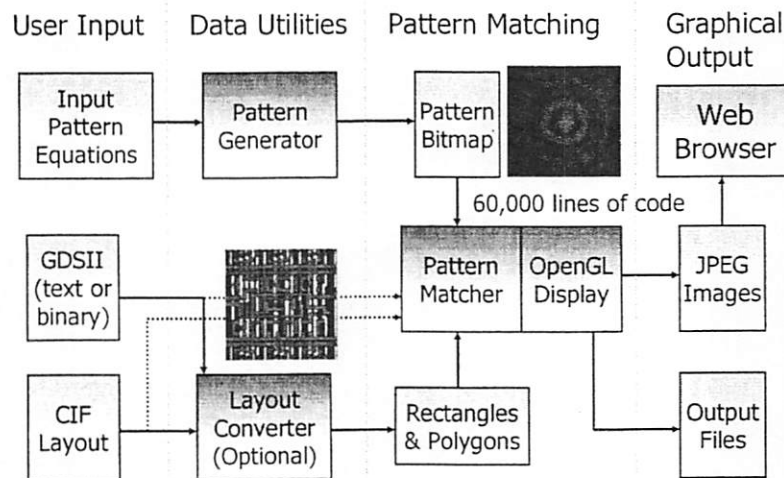 User Input
Data Utilities
Pattern Matching
Graphical
Output
Input
Pattern
Equations
Pattern
Generator
Pattern
Bitmap
Web
Browser
60,000 lines of code
GDSII
(text or
binary)
Pattern
Matcher
OpenGL
Display
JPEG
Images
CIF
Layout
Layout
Converter
(Optional)
Rectangles
& Polygons
Output
Files